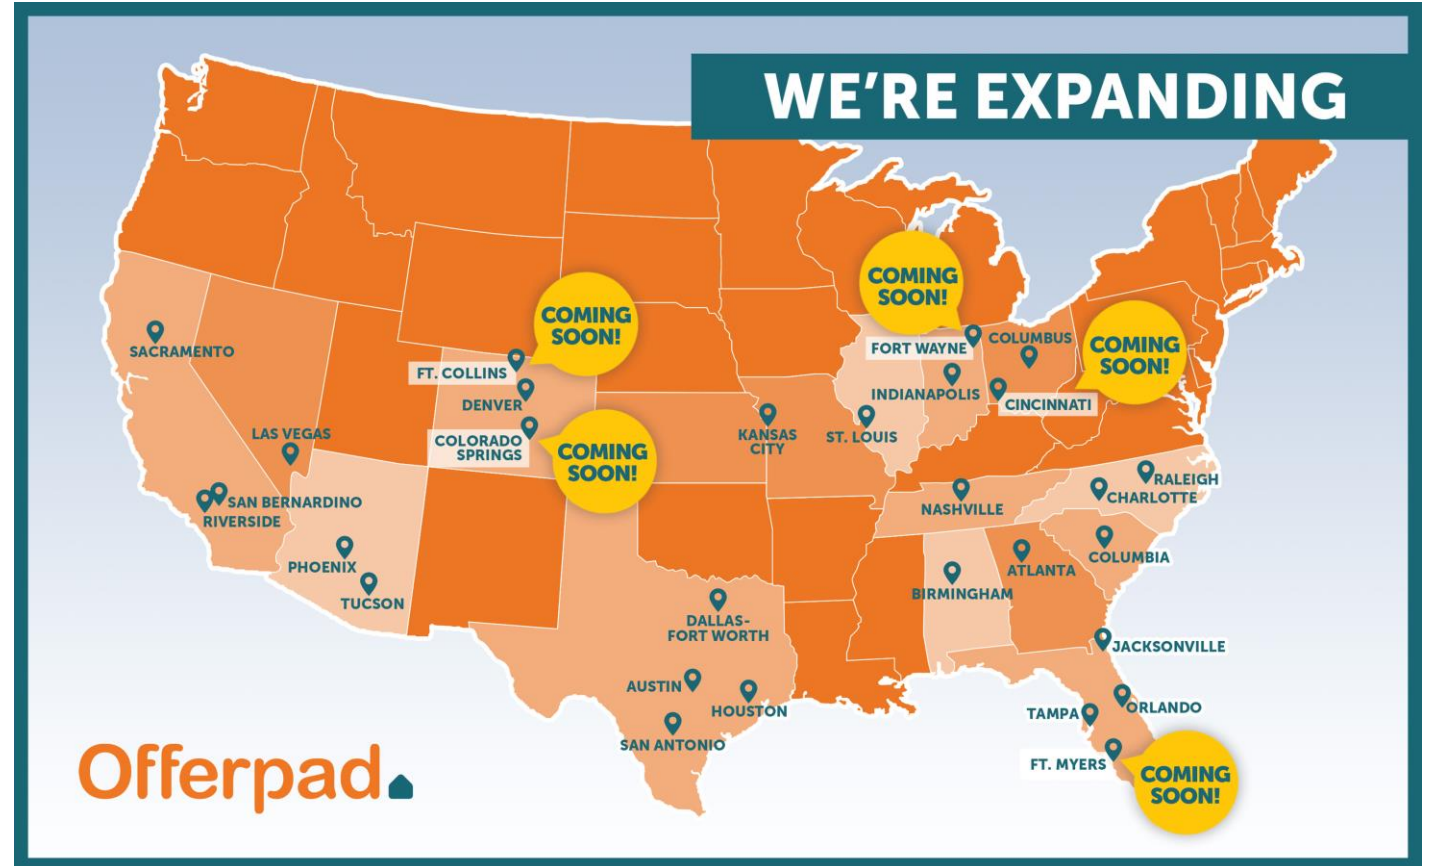 WE'RE EXPANDING
COMING
SOON!
COMING
SOON!
COLUMBUS
SACRAMENTO
FORT WAYNE
COMING
SOON!
FT. COLLINS
INDIANAPOLIS
DENVER
CINCINNATI
LAS VEGAS
COLORADO
SPRINGS
COMING
SOON!
KANSAS
CITY
ST. LOUIS
SAN BERNARDINO
RIVERSIDE
RALEIGH
CHARLOTTE
NASHVILLE
PHOENIX
COLUMBIA
ATLANTA
TUCSON
BIRMINGHAM
DALLAS-
FORT WORTH
JACKSONVILLE
AUSTIN
HOUSTON
ORLANDO
TAMPA
SAN ANTONIO
FT. MYERS
COMING
SOON!
Offerpad.